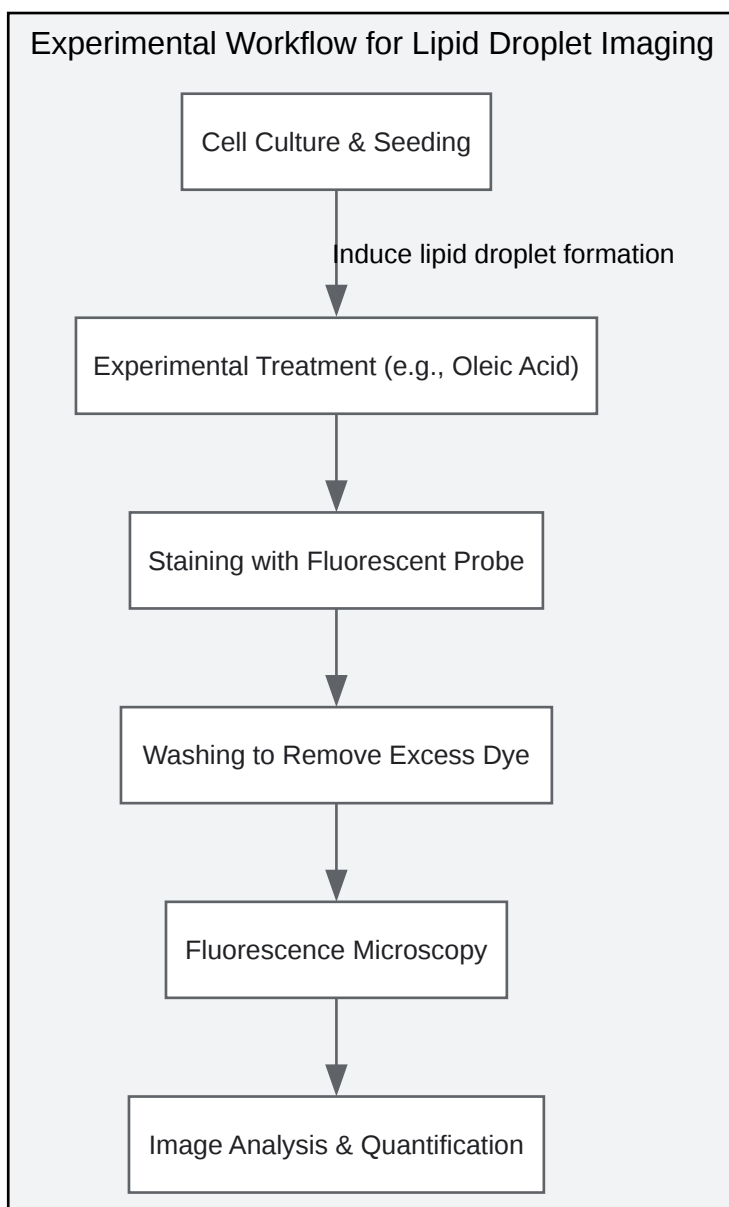 Experimental Workflow for Lipid Droplet Imaging
Cell Culture & Seeding
Induce lipid droplet formation
Experimental Treatment (e.g., Oleic Acid)
Staining with Fluorescent Probe
Washing to Remove Excess Dye
Fluorescence Microscopy
Image Analysis & Quantification